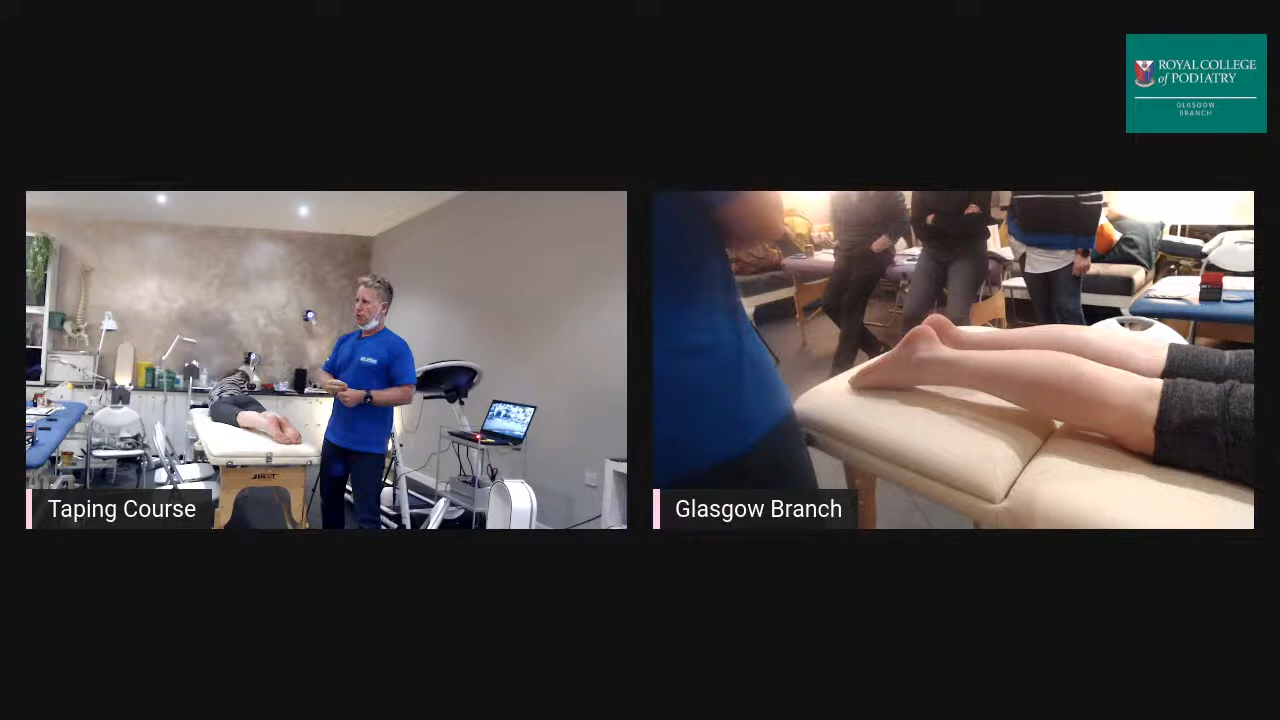 ROYAL COLLEGE
of PODIATRY
GLASGOW
BRANCH
Taping Course
Glasgow Branch